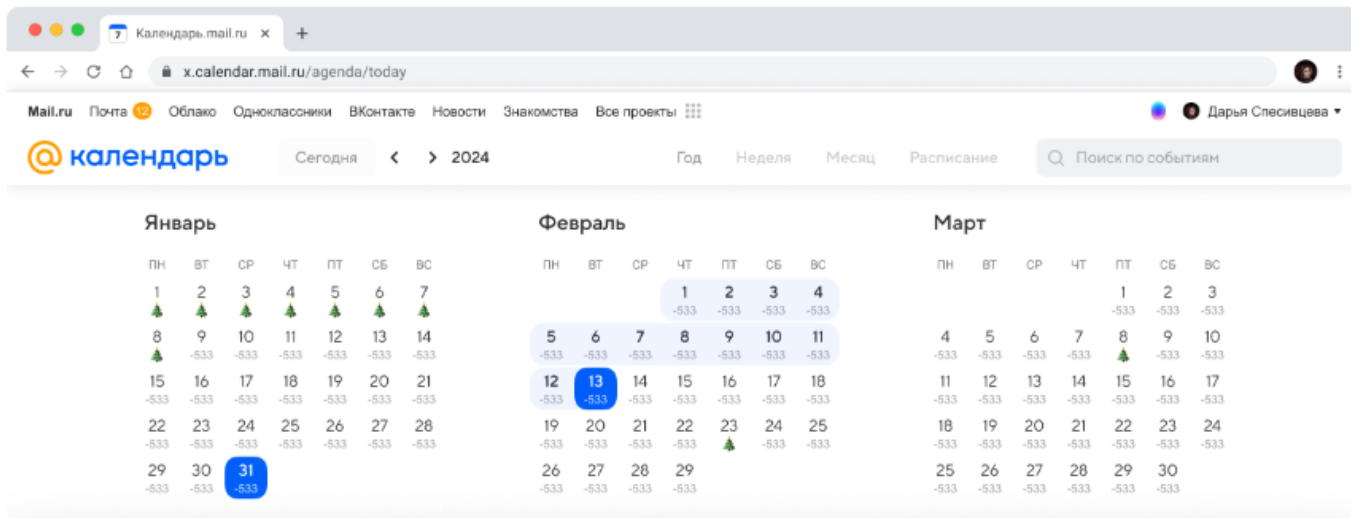 Календарь.mail.ru
x.calendar.mail.ru/agenda/today
Mail.ru Почта 12 Облако Одноклассники ВКонтакте Новости Знакомства Все проекты Дарья Спесивцева
@ календарь Сегодня 2024 Год Неделя Месяц Расписание Поиск по событиям
Январь Февраль Март
ПН ВТ СР ЧТ ПТ СБ ВС ПН ВТ СР ЧТ ПТ СБ ВС ПН ВТ СР ЧТ ПТ СБ ВС
1 2 3 4 5 6 7 1 2 3 4 1 2 3
-533 -533 -533 -533 -533 -533 -533
8 9 10 11 12 13 14 5 6 7 8 9 10 11 4 5 6 7 8 9 10
-533 -533 -533 -533 -533 -533 -533 -533 -533 -533 -533 -533 -533 -533 -533 -533 -533 -533 -533
15 16 17 18 19 20 21 12 13 14 15 16 17 18 11 12 13 14 15 16 17
-533 -533 -533 -533 -533 -533 -533 -533 -533 -533 -533 -533 -533 -533 -533 -533 -533 -533 -533 -533 -533
22 23 24 25 26 27 28 19 20 21 22 23 24 25 18 19 20 21 22 23 24
-533 -533 -533 -533 -533 -533 -533 -533 -533 -533 -533 -533 -533 -533 -533 -533 -533 -533 -533 -533
29 30 31 26 27 28 29 25 26 27 28 29 30
-533 -533 -533 -533 -533 -533 -533 -533 -533 -533 -533 -533 -533